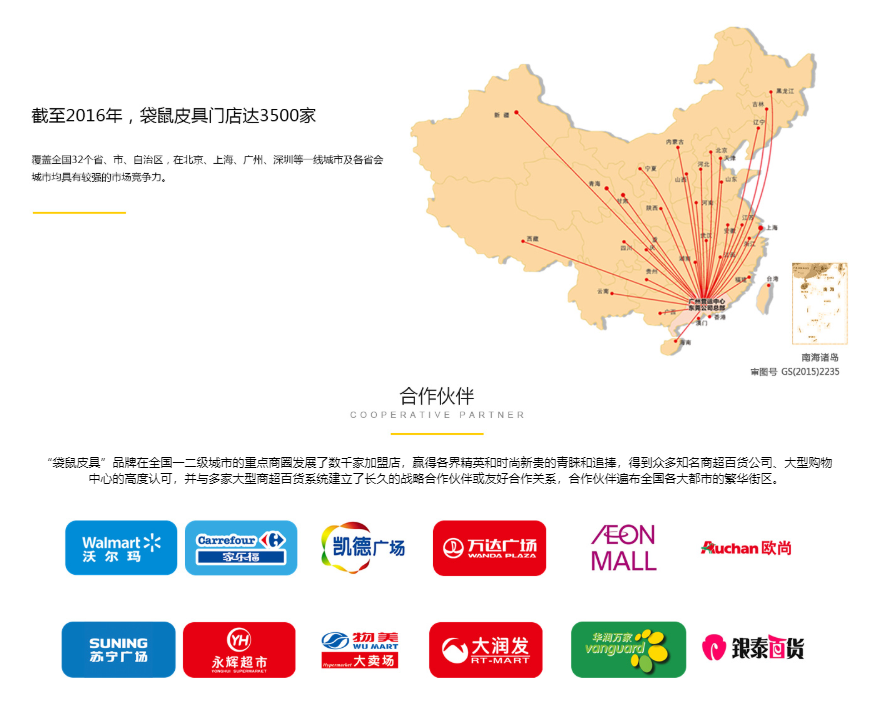 截至2016年，袋鼠皮具门店达3500家
覆盖全国32个省、市、自治区，在北京、上海、广州、深圳等一线城市及各省会
城市均具有较强的市场竞争力。
黑龙江
吉林
辽宁
新疆
内蒙古
北京
天津
河北
宁夏
山西
山东
青海
甘肃
陕西
河南
江苏
安徽
上海
西藏
四川
浙江
湖南
江西
贵州
福建
台湾
云南
广州营运中心
东莞公司总部
广西
香港
澳门
海南
南海诸岛
审图号 GS(2015)2235
合作伙伴
COOPERATIVE PARTNER
“袋鼠皮具”品牌在全国一二级城市的重点商圈发展了数千家加盟店，赢得各界精英和时尚新贵的青睐和追捧，得到众多知名商超百货公司、大型购物
中心的高度认可，并与多家大型商超百货系统建立了长久的战略合作伙伴或友好合作关系，合作伙伴遍布全国各大都市的繁华街区。
Walmart
沃尔玛
Carrefour
家乐福
凯德广场
万达广场
WANDA PLAZA
ÆON
MALL
Auchan 欧尚
SUNING
苏宁广场
YH
永辉超市
YONGHUI SUPERMARKET
物美
WU MART
Hypermarket 大卖场
大润发
RT-MART
华润万家
vanguard
银泰百货